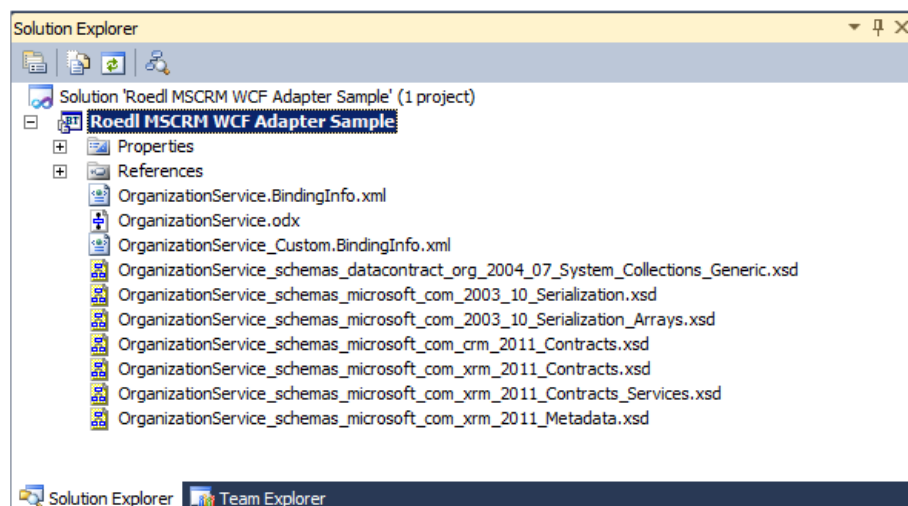 Solution Explorer
Solution 'Roedl MSCRM WCF Adapter Sample' (1 project)
Roedl MSCRM WCF Adapter Sample
Properties
References
OrganizationService.BindingInfo.xml
OrganizationService.odx
OrganizationService_Custom.BindingInfo.xml
OrganizationService_schemas_datacontract_org_2004_07_System_Collections_Generic.xsd
OrganizationService_schemas_microsoft_com_2003_10_Serialization.xsd
OrganizationService_schemas_microsoft_com_2003_10_Serialization_Arrays.xsd
OrganizationService_schemas_microsoft_com_crm_2011_Contracts.xsd
OrganizationService_schemas_microsoft_com_xrm_2011_Contracts.xsd
OrganizationService_schemas_microsoft_com_xrm_2011_Contracts_Services.xsd
OrganizationService_schemas_microsoft_com_xrm_2011_Metadata.xsd
Solution Explorer Team Explorer